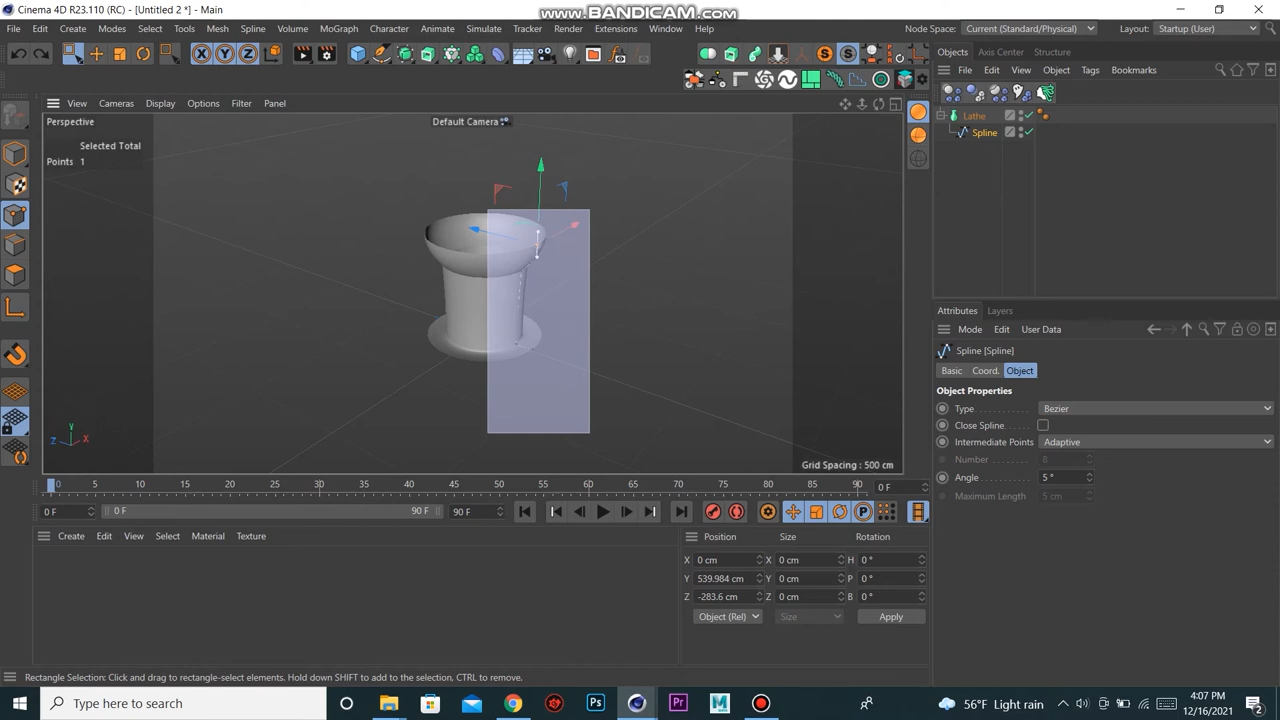 Cinema 4D R23.110 (RC) - [Untitled 2 *] - Main
www.BANDICAM.com
File Edit Create Modes Select Tools Mesh Spline Volume MoGraph Character Animate Simulate Tracker Render Extensions Window Help
Node Space: Current (Standard/Physical) Layout: Startup (User)
X Y Z
Objects Axis Center Structure
File Edit View Object Tags Bookmarks
View Cameras Display Options Filter Panel
Perspective
Default Camera
Selected Total
Points 1
Lathe
Spline
Y
Z X
Grid Spacing : 500 cm
Attributes Layers
Mode Edit User Data
Spline [Spline]
Basic Coord. Object
Object Properties
Type Bezier
Close Spline
Intermediate Points Adaptive
Number 8
Angle 5 °
Maximum Length 5 cm
0 5 10 15 20 25 30 35 40 45 50 55 60 65 70 75 80 85 90 0 F
0 F 0 F 90 F 90 F
Create Edit View Select Material Texture
Position Size Rotation
X 0 cm X 0 cm H 0 °
Y 539.984 cm Y 0 cm P 0 °
Z -283.6 cm Z 0 cm B 0 °
Object (Rel) Size Apply
Rectangle Selection: Click and drag to rectangle-select elements. Hold down SHIFT to add to the selection, CTRL to remove.
Type here to search
Ps
Pr
M
56°F Light rain
4:07 PM
12/16/2021
2